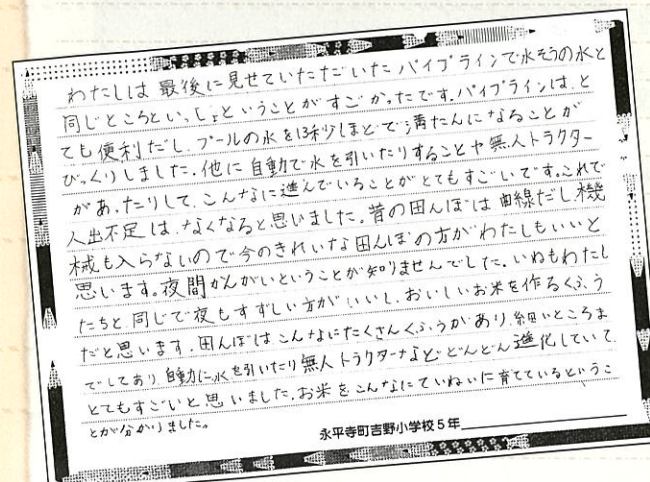 わたしは最後に見せていただいたパイプラインで水そうの水と
同じところといっしょということがすごかったです。パイプラインは、と
ても便利だし、プールの水を13秒ほどで満たんになることが
びっくりしました。他に自動で水を引いたりすることや無人トラクター
があったりして、こんなに進んでいることがとてもすごいです。これで
人出不足は、なくなると思いました。昔の田んぼは曲線だし、機
械も入らないので今のきれいな田んぼの方がわたしもいいと
思います。夜間かんがいということが知りませんでした。いねもわたし
たちと同じで夜もすずしい方がいいし、おいしいお米を作るくふう
だと思います。田んぼはこんなにたくさんくふうがあり、細いところま
でしてあり、自動に水を引いたり無人トラクターなどどんどん進化していて
とてもすごいと思いました。お米をこんなにていねいに育てているというこ
とが分かりました。
永平寺町吉野小学校5年